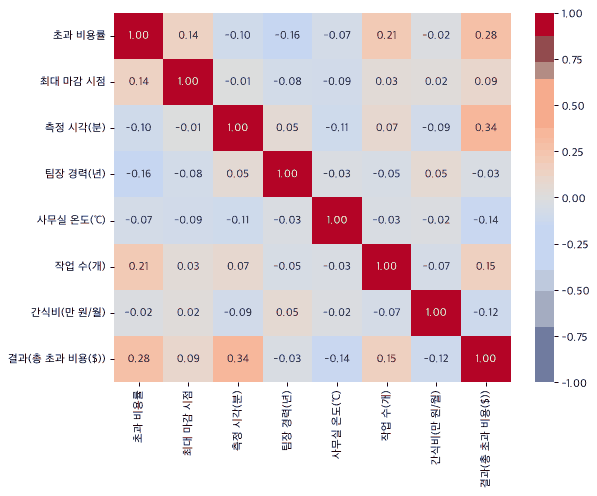 초과 비용률 1.00 0.14 -0.10 -0.16 -0.07 0.21 -0.02 0.28
최대 마감 시점 0.14 1.00 -0.01 -0.08 -0.09 0.03 0.02 0.09
측정 시각(분) -0.10 -0.01 1.00 0.05 -0.11 0.07 -0.09 0.34
팀장 경력(년) -0.16 -0.08 0.05 1.00 -0.03 -0.05 0.05 -0.03
사무실 온도(℃) -0.07 -0.09 -0.11 -0.03 1.00 -0.03 -0.02 -0.14
작업 수(개) 0.21 0.03 0.07 -0.05 -0.03 1.00 -0.07 0.15
간식비(만 원/월) -0.02 0.02 -0.09 0.05 -0.02 -0.07 1.00 -0.12
결과(총 초과 비용($)) 0.28 0.09 0.34 -0.03 -0.14 0.15 -0.12 1.00
초과 비용률
최대 마감 시점
측정 시각(분)
팀장 경력(년)
사무실 온도(℃)
작업 수(개)
간식비(만 원/월)
결과(총 초과 비용($))
1.00
0.75
0.50
0.25
0.00
-0.25
-0.50
-0.75
-1.00